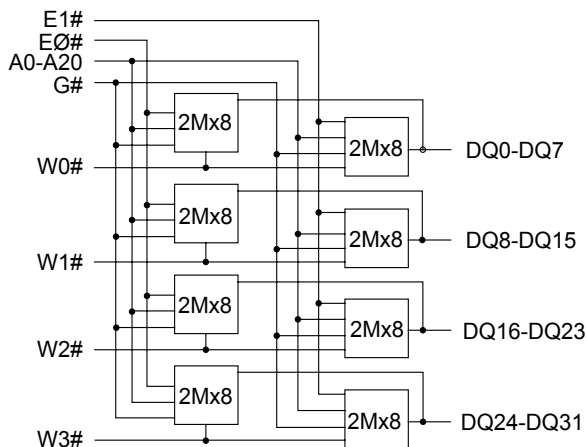 E1#
EØ#
A0-A20
G#
2Mx8
2Mx8
DQ0-DQ7
W0#
2Mx8
2Mx8
DQ8-DQ15
W1#
2Mx8
2Mx8
DQ16-DQ23
W2#
2Mx8
2Mx8
DQ24-DQ31
W3#